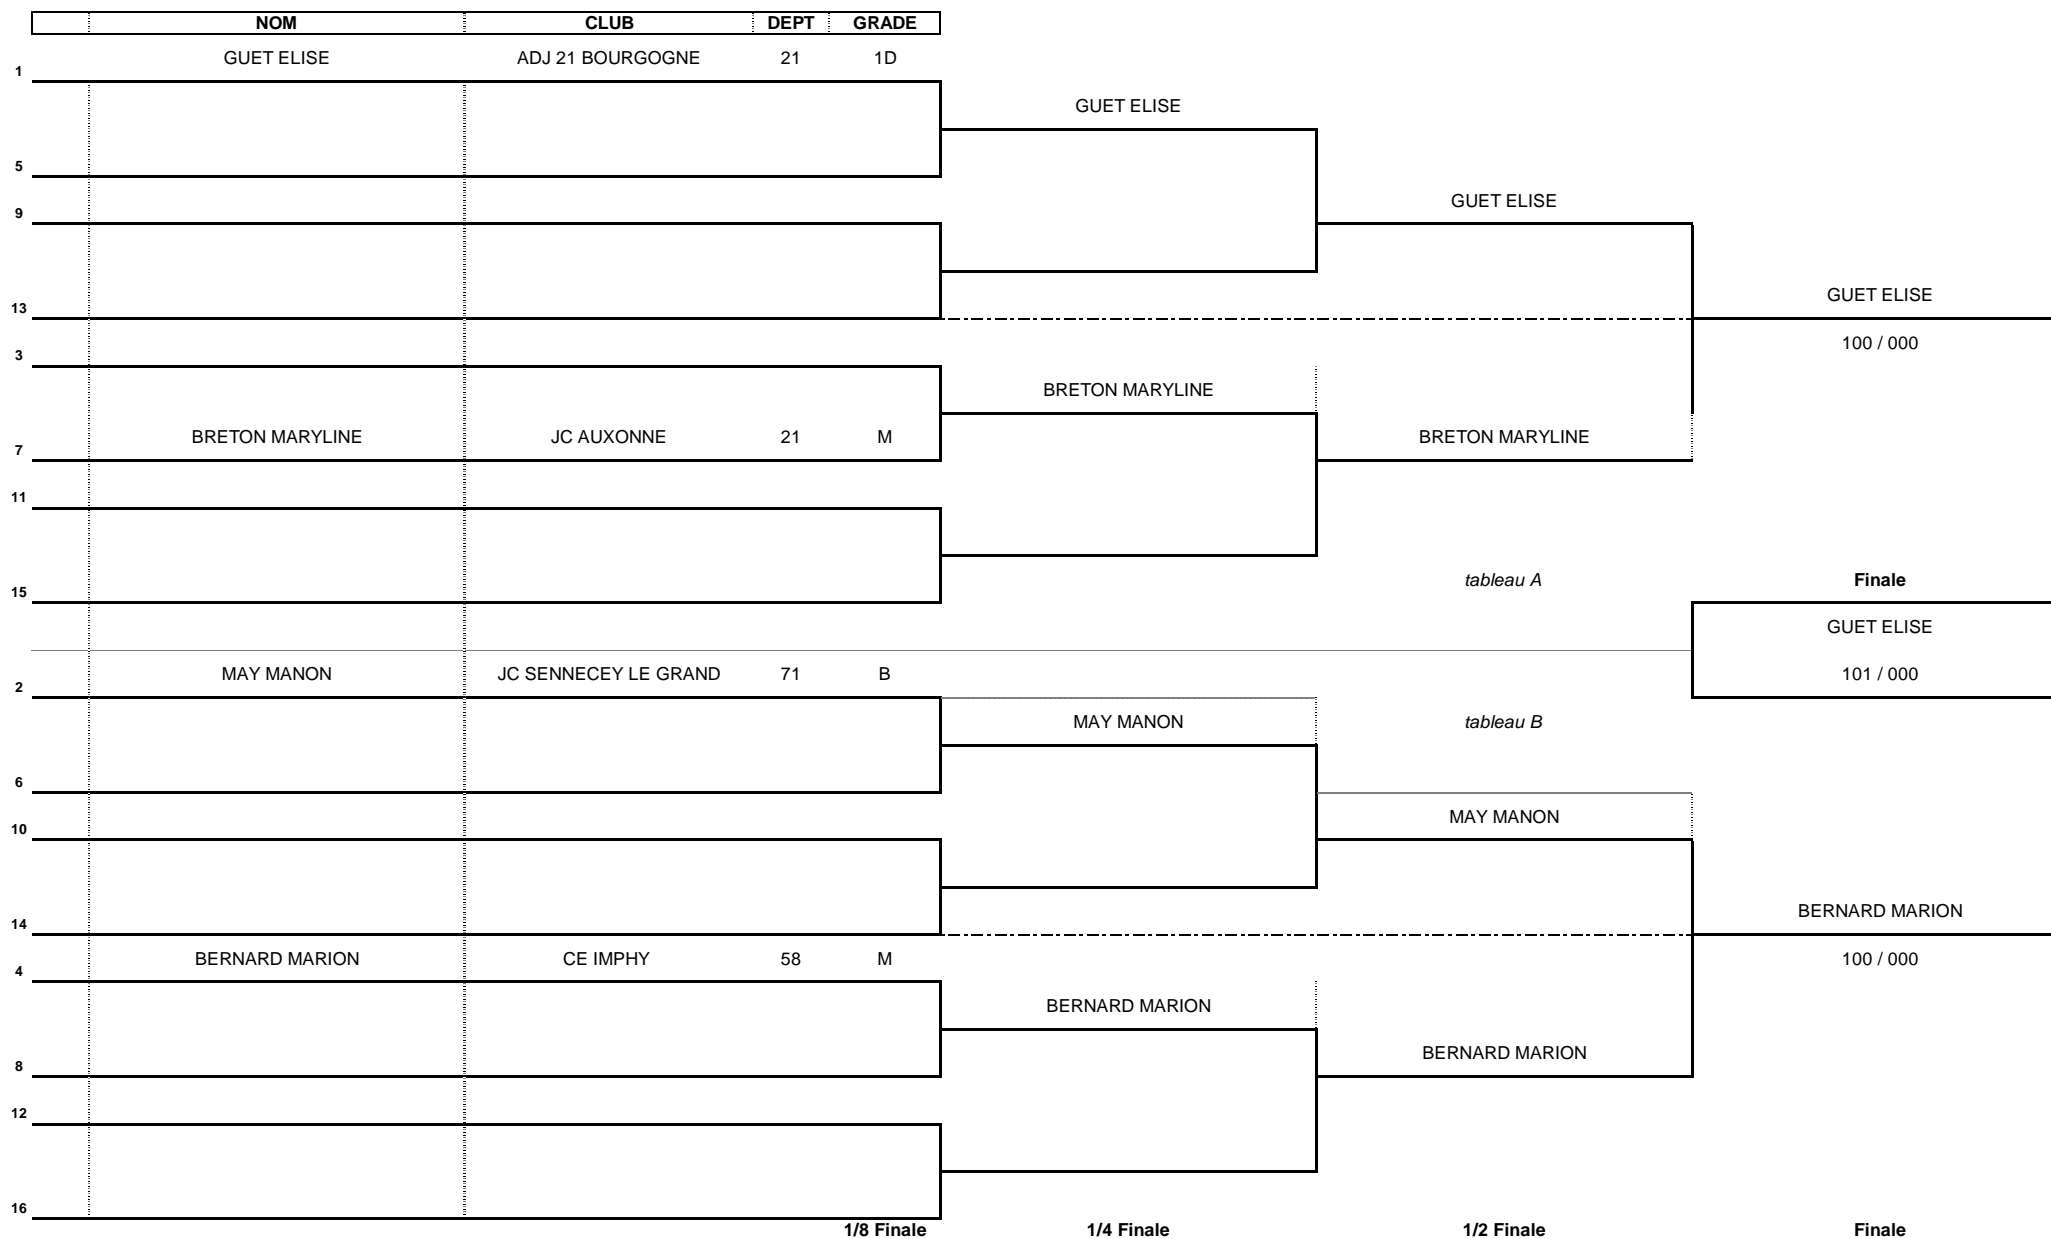 NOM CLUB DEPT GRADE
GUET ELISE ADJ 21 BOURGOGNE 21 1D
1
GUET ELISE
5
GUET ELISE
9
GUET ELISE
13
100 / 000
3
BRETON MARYLINE
BRETON MARYLINE JC AUXONNE 21 M BRETON MARYLINE
7
11
tableau A Finale
15
GUET ELISE
MAY MANON JC SENNECEY LE GRAND 71 B 101 / 000
2
MAY MANON tableau B
6
MAY MANON
10
BERNARD MARION
14
BERNARD MARION CE IMPHY 58 M 100 / 000
4
BERNARD MARION
BERNARD MARION
8
12
16
1/8 Finale 1/4 Finale 1/2 Finale Finale